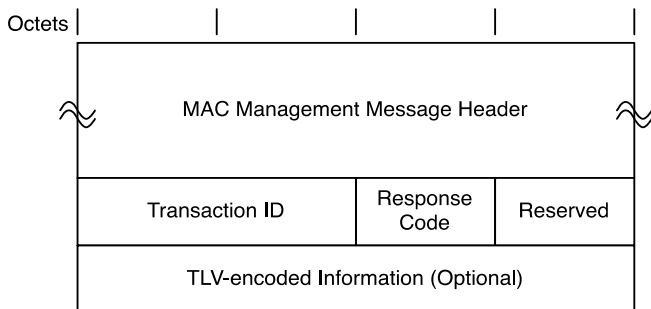 Octets
MAC Management Message Header
Transaction ID
Response
Code
Reserved
TLV-encoded Information (Optional)